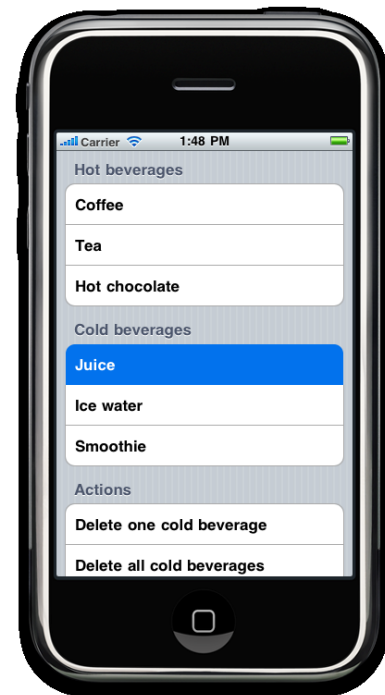 Carrier 1:48 PM
Hot beverages
Coffee
Tea
Hot chocolate
Cold beverages
Juice
Ice water
Smoothie
Actions
Delete one cold beverage
Delete all cold beverages